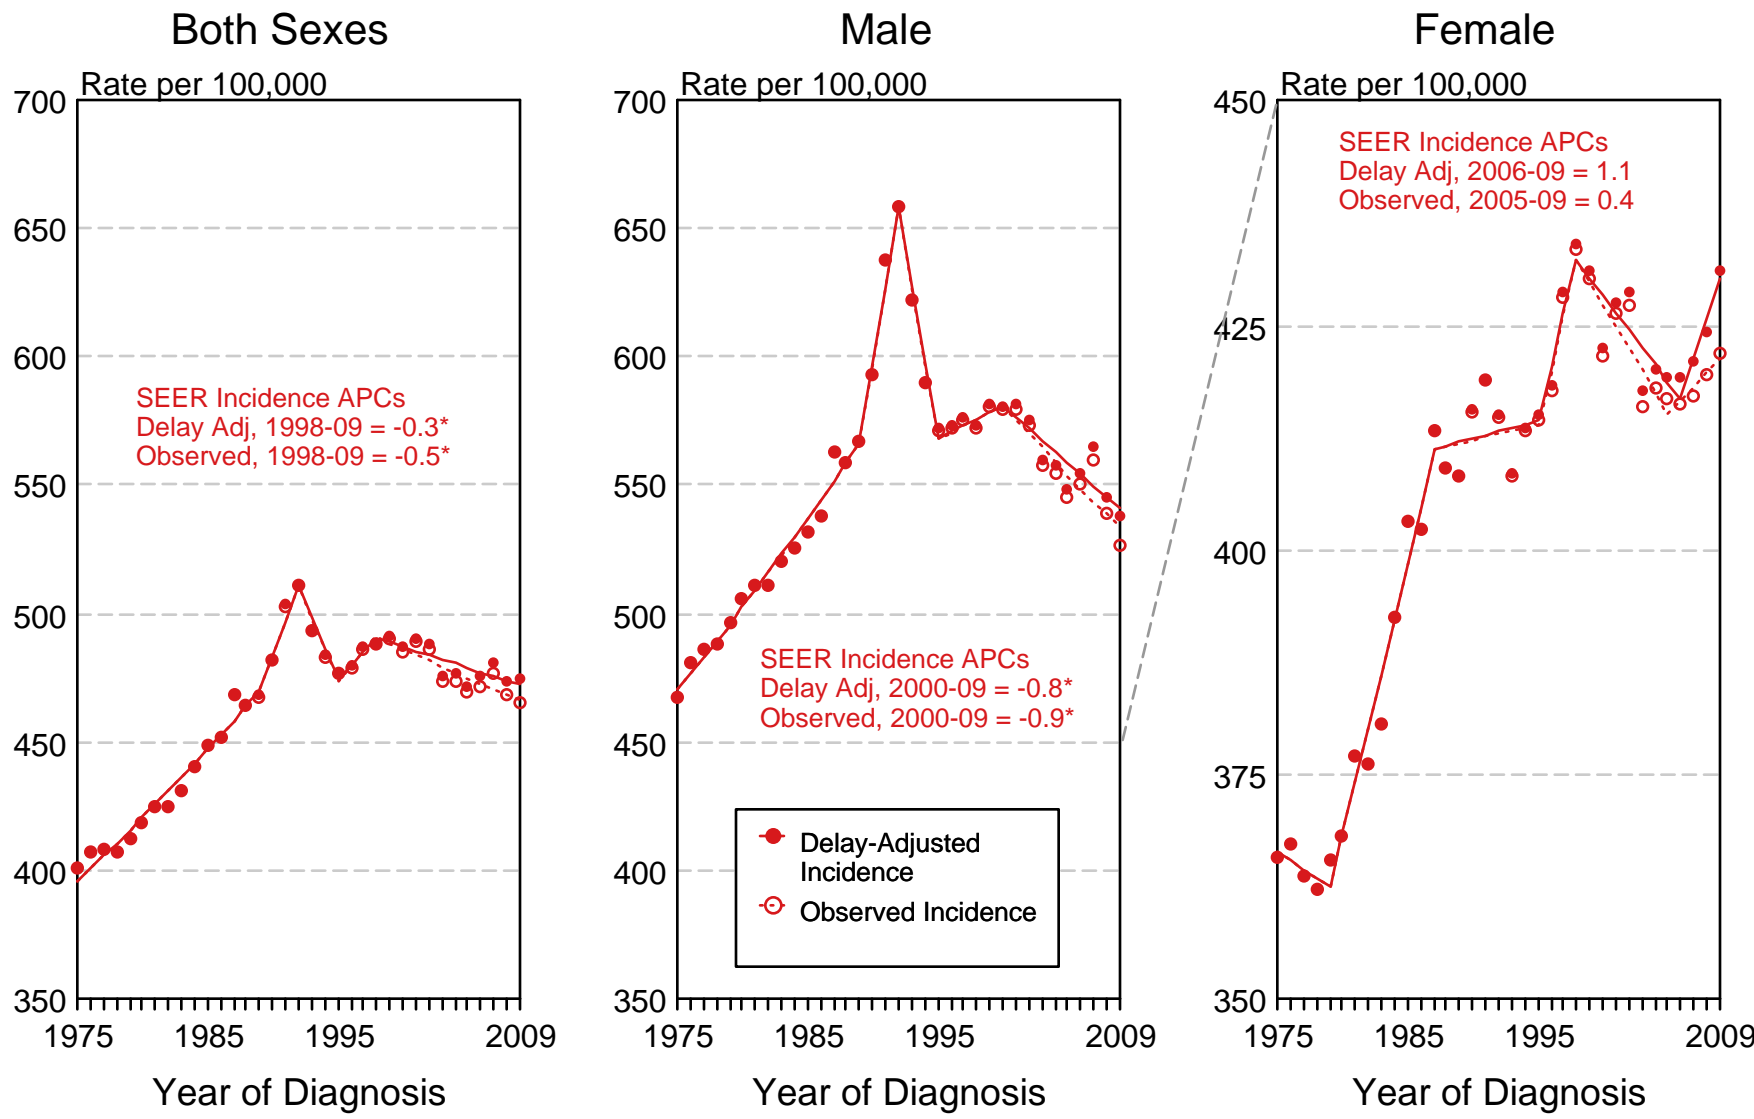 Both Sexes
Rate per 100,000
700
650
600
550
500
450
400
350
SEER Incidence APCs
Delay Adj, 1998-09 = -0.3*
Observed, 1998-09 = -0.5*
1975 1985 1995 2009
Year of Diagnosis
Male
Rate per 100,000
700
650
600
550
500
450
400
350
SEER Incidence APCs
Delay Adj, 2000-09 = -0.8*
Observed, 2000-09 = -0.9*
Delay-Adjusted
Incidence
Observed Incidence
1975 1985 1995 2009
Year of Diagnosis
Female
Rate per 100,000
450
425
400
375
350
SEER Incidence APCs
Delay Adj, 2006-09 = 1.1
Observed, 2005-09 = 0.4
1975 1985 1995 2009
Year of Diagnosis